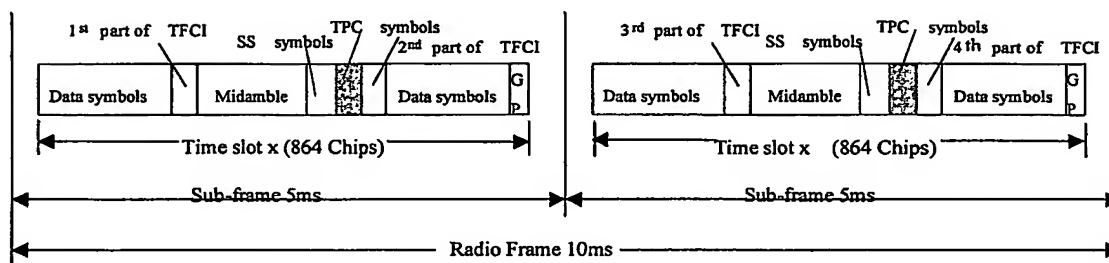 1st part of TFCI
SS symbols
TPC symbols
2nd part of TFCI
Data symbols
Midamble
Data symbols
G
P
Time slot x (864 Chips)
Sub-frame 5ms
3rd part of TFCI
SS symbols
TPC symbols
4th part of TFCI
Data symbols
Midamble
Data symbols
G
P
Time slot x (864 Chips)
Sub-frame 5ms
Radio Frame 10ms